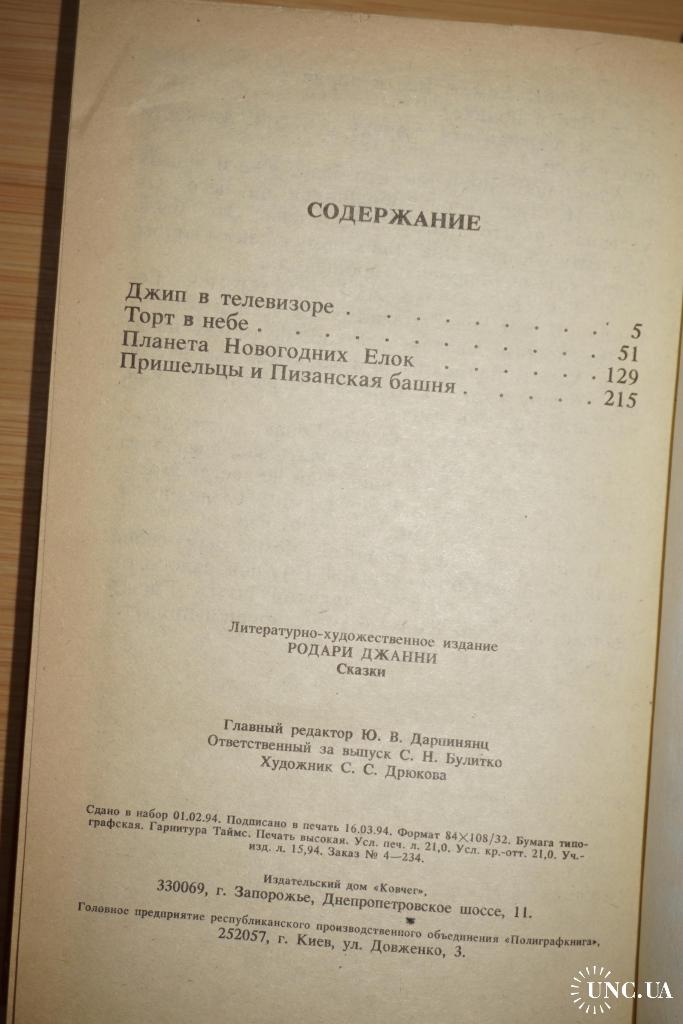 СОДЕРЖАНИЕ
Джип в телевизоре . . . . . . . . 5
Торт в небе . . . . . . . . . . 51
Планета Новогодних Елок . . . . . . 129
Пришельцы и Пизанская башня . . . . . 215
Литературно-художественное издание
РОДАРИ ДЖАННИ
Сказки
Главный редактор Ю. В. Дарпинянц
Ответственный за выпуск С. Н. Булитко
Художник С. С. Дрюкова
Сдано в набор 01.02.94. Подписано в печать 16.03.94. Формат 84×108/32. Бумага типо-
графская. Гарнитура Таймс. Печать высокая. Усл. печ. л. 21,0. Усл. кр.-отт. 21,0. Уч.-
изд. л. 15,94. Заказ № 4—234.
Издательский дом «Ковчег».
330069, г. Запорожье, Днепропетровское шоссе, 11.
Головное предприятие республиканского производственного объединения «Полиграфкнига»,
252057, г. Киев, ул. Довженко, 3.
UNC.UA